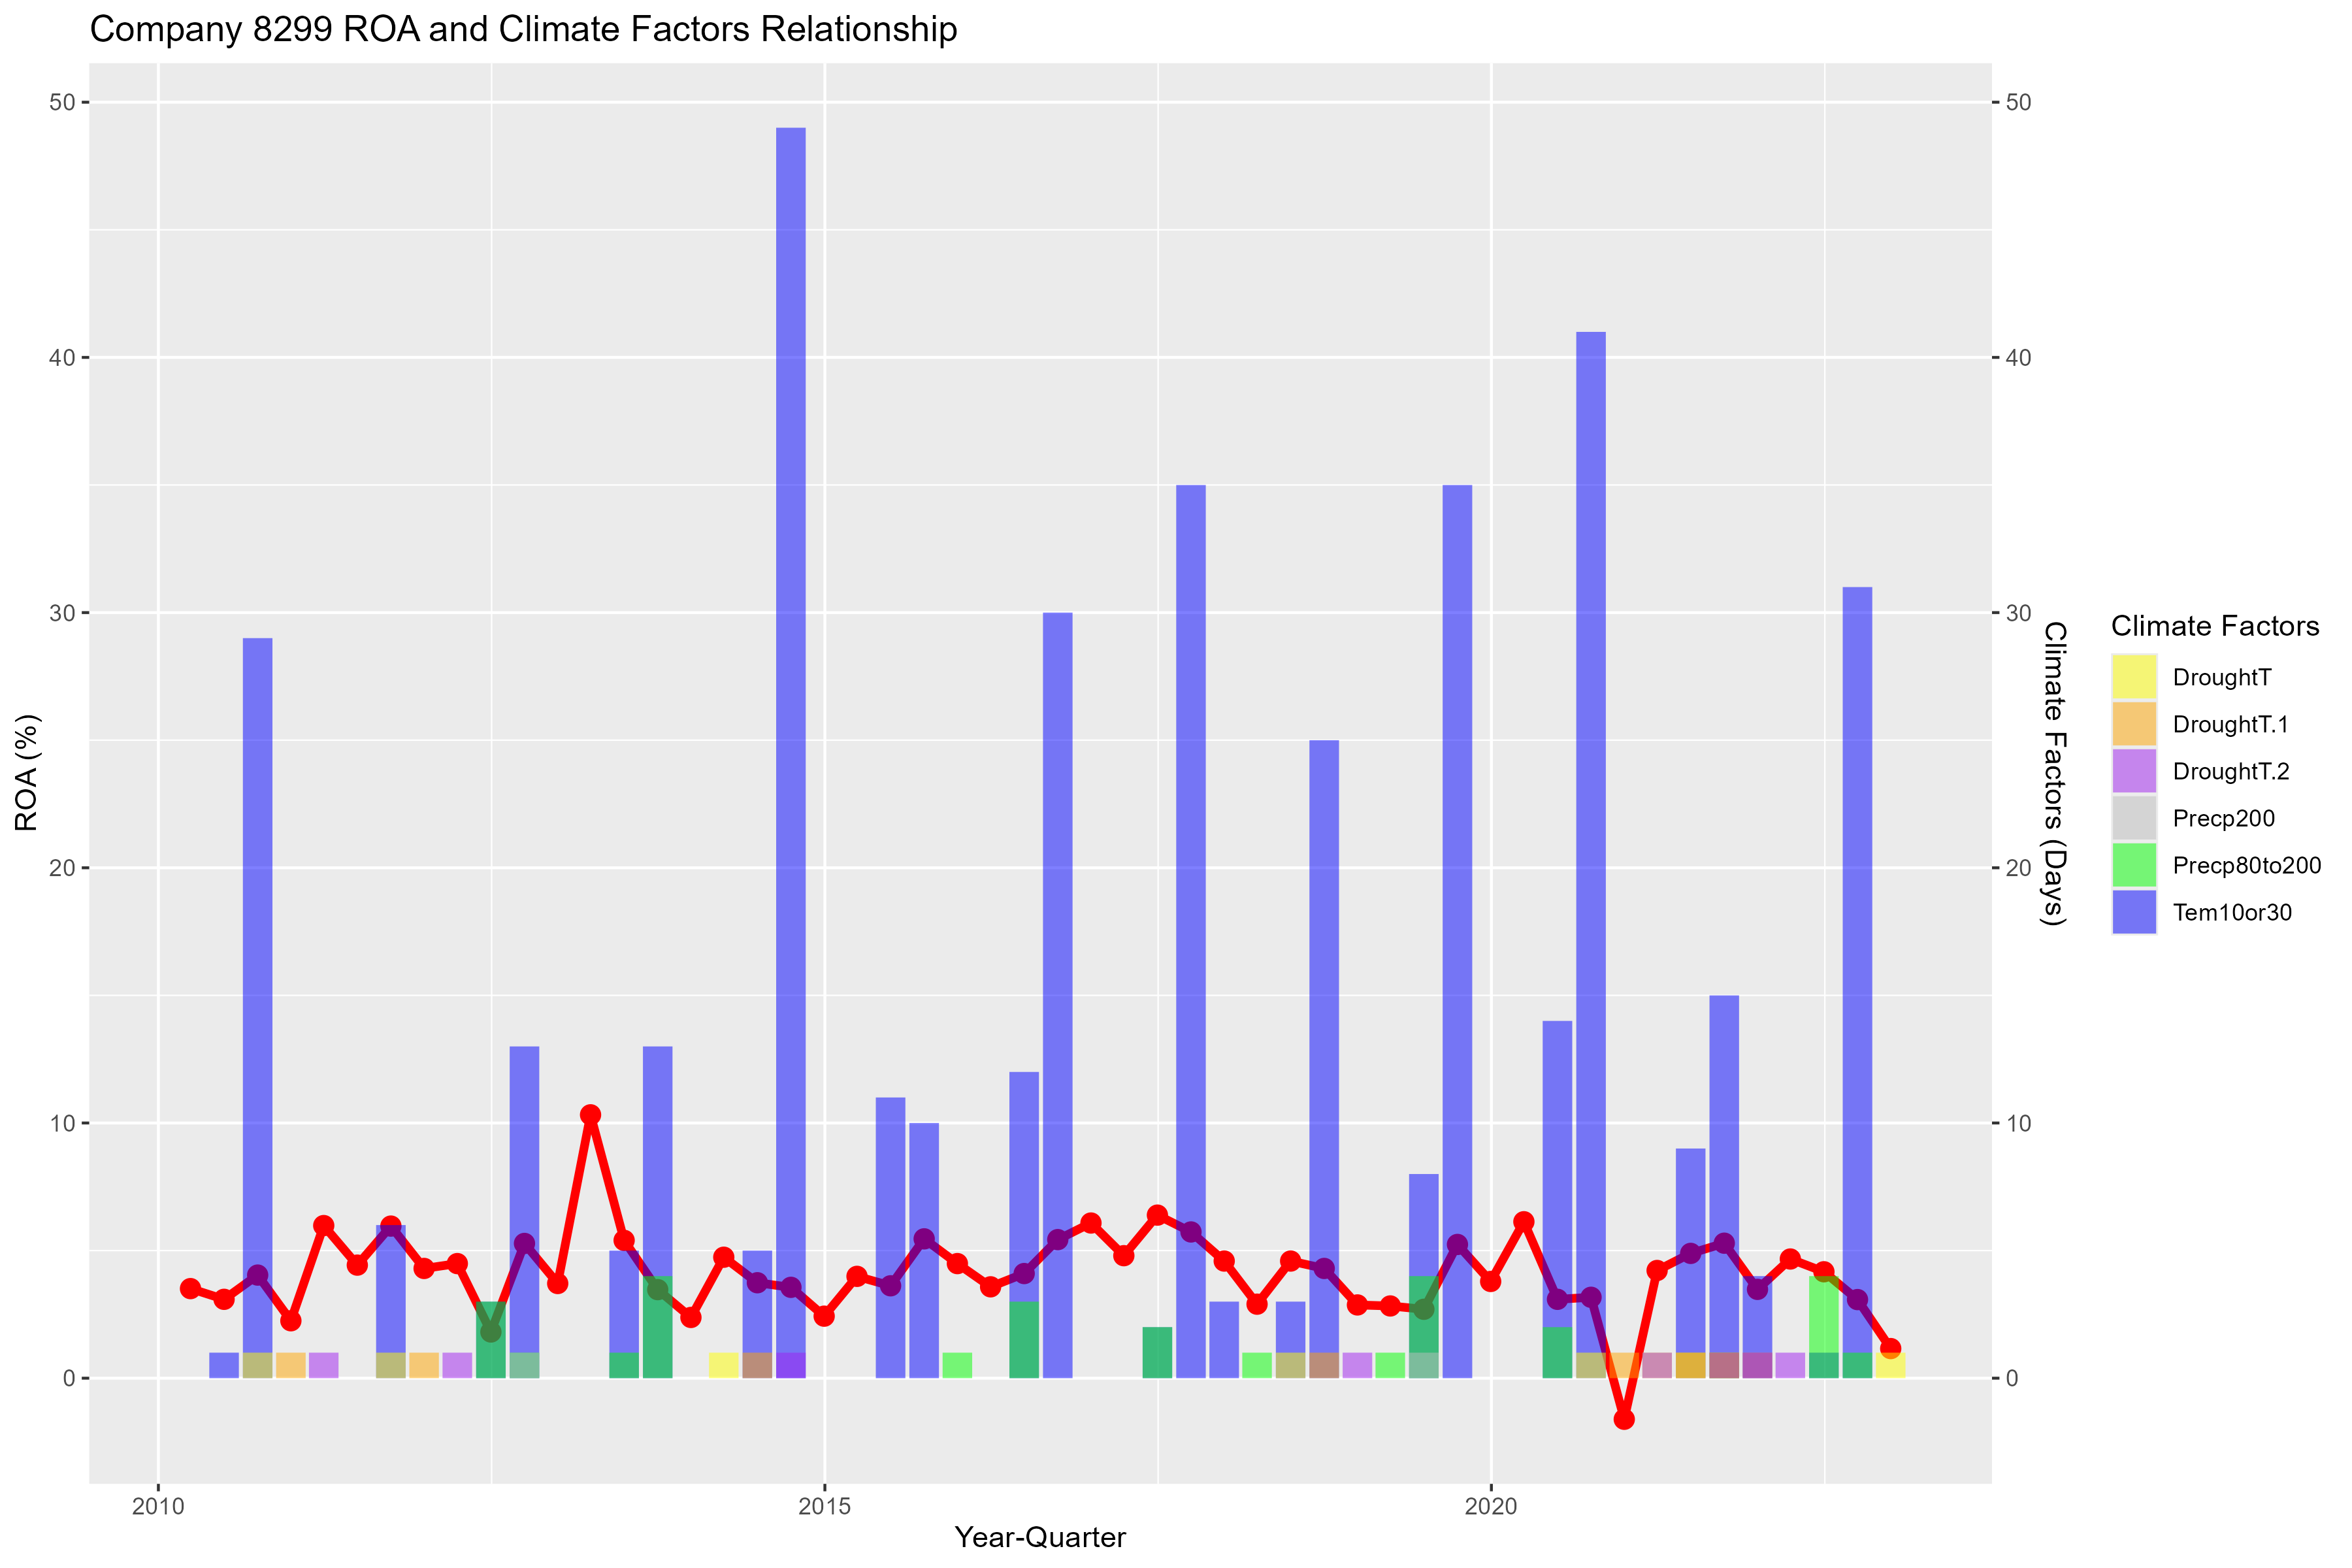 Company 8299 ROA and Climate Factors Relationship
50
40
30
20
10
0
ROA (%)
2010
2015
2020
Year-Quarter
50
40
30
20
10
0
Climate Factors (Days)
Climate Factors
DroughtT
DroughtT.1
DroughtT.2
Precp200
Precp80to200
Tem10or30